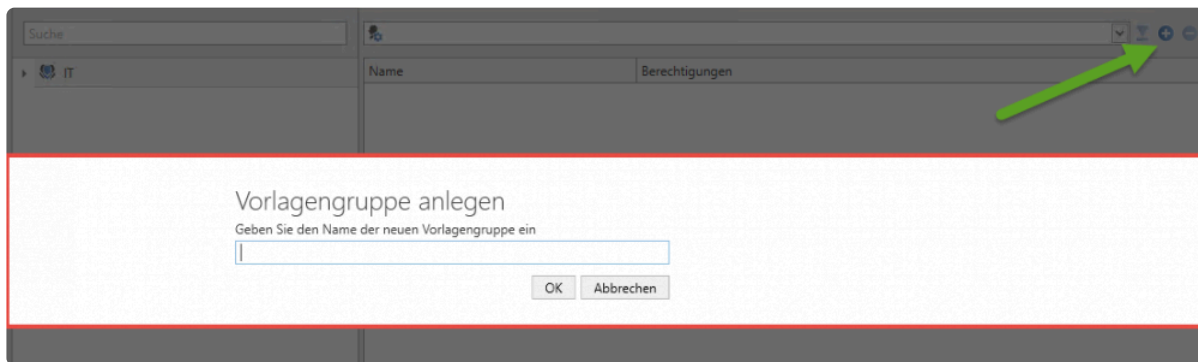 Suche
IT
Name Berechtigungen
Vorlagengruppe anlegen
Geben Sie den Name der neuen Vorlagengruppe ein
OK Abbrechen